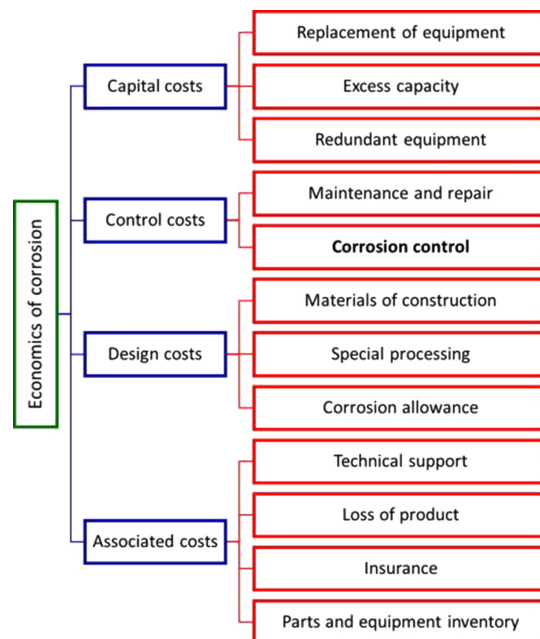 Economics of corrosion
Capital costs
Replacement of equipment
Excess capacity
Redundant equipment
Control costs
Maintenance and repair
Corrosion control
Design costs
Materials of construction
Special processing
Corrosion allowance
Associated costs
Technical support
Loss of product
Insurance
Parts and equipment inventory